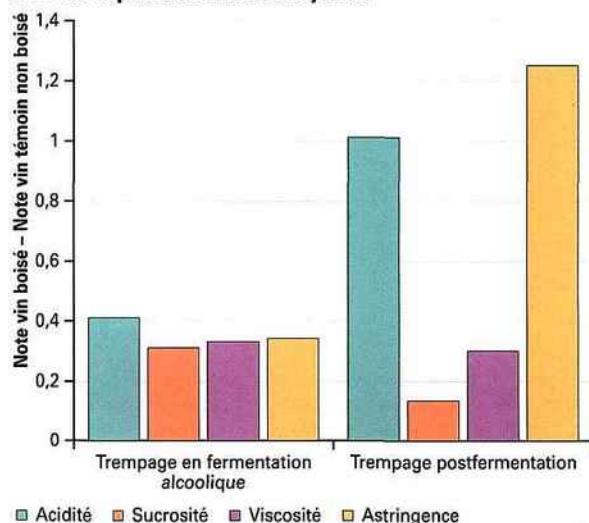 Note vin boisé – Note vin témoin non boisé
1,4
1,2
1
0,8
0,6
0,4
0,2
0
Trempage en fermentation
alcoolique
Trempage postfermentation
Acidité
Sucrosité
Viscosité
Astringence